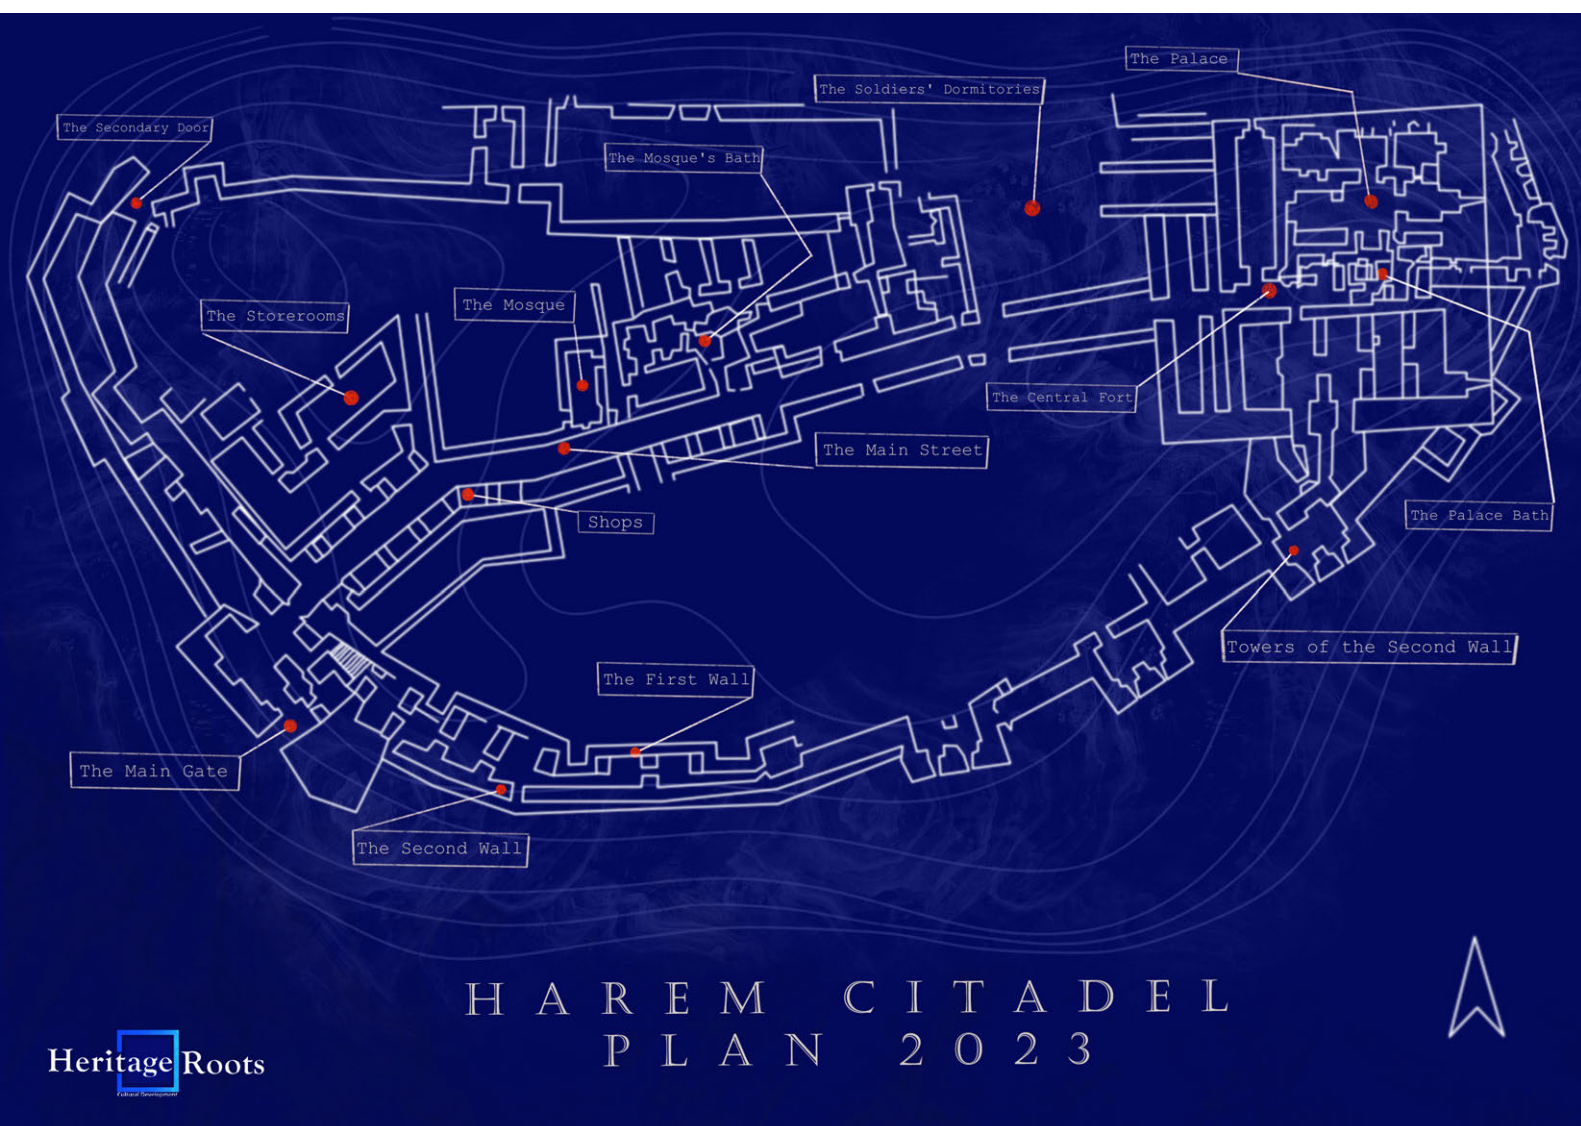 The Palace
The Soldiers' Dormitories
The Secondary Door
The Mosque's Bath
The Mosque
The Storerooms
The Central Fort
The Main Street
The Palace Bath
Shops
Towers of the Second Wall
The First Wall
The Main Gate
The Second Wall
HAREM CITADEL
PLAN 2023
Heritage Roots
Cultural Development